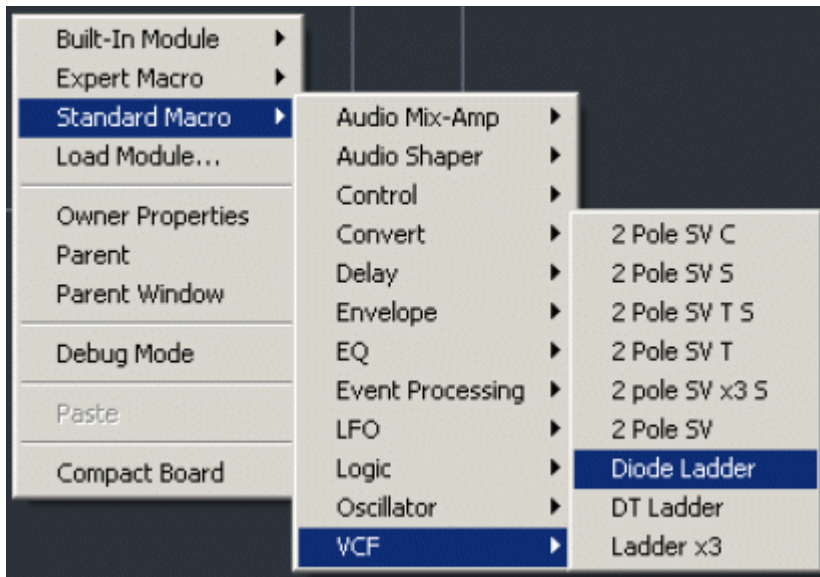 Built-In Module
Expert Macro
Standard Macro
Load Module...
Owner Properties
Parent
Parent Window
Debug Mode
Paste
Compact Board
Audio Mix-Amp
Audio Shaper
Control
Convert
Delay
Envelope
EQ
Event Processing
LFO
Logic
Oscillator
VCF
2 Pole SV C
2 Pole SV S
2 Pole SV T S
2 Pole SV T
2 pole SV x3 S
2 Pole SV
Diode Ladder
DT Ladder
Ladder x3